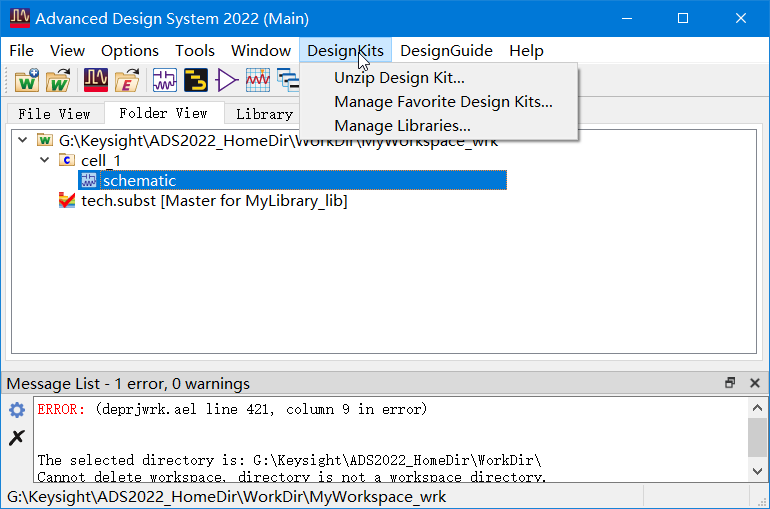 Advanced Design System 2022 (Main)
File View Options Tools Window DesignKits DesignGuide Help
Unzip Design Kit...
Manage Favorite Design Kits...
Manage Libraries...
File View Folder View Library
G:\Keysight\ADS2022_HomeDir\WorkDir\MyWorkspace_wrk
cell_1
schematic
tech.subst [Master for MyLibrary_lib]
Message List - 1 error, 0 warnings
ERROR: (deprjwrk.ael line 421, column 9 in error)
The selected directory is: G:\Keysight\ADS2022_HomeDir\WorkDir\
Cannot delete workspace, directory is not a workspace directory.
G:\Keysight\ADS2022_HomeDir\WorkDir\MyWorkspace_wrk